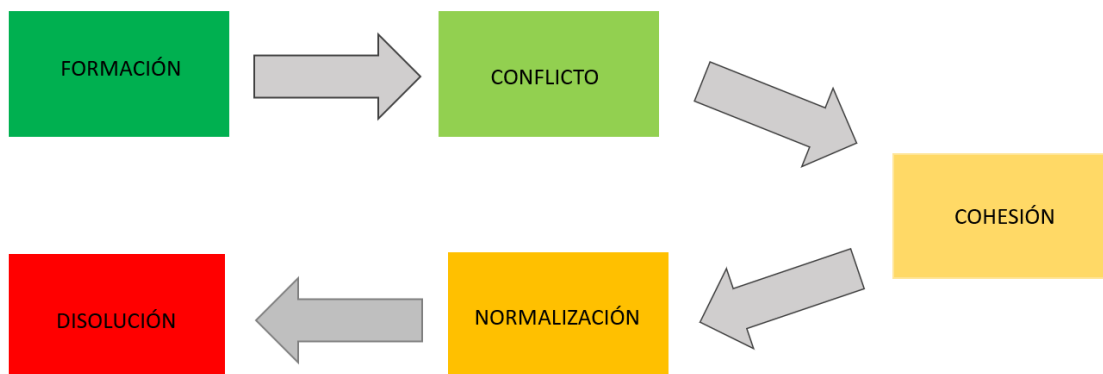 FORMACIÓN
CONFLICTO
COHESIÓN
NORMALIZACIÓN
DISOLUCIÓN